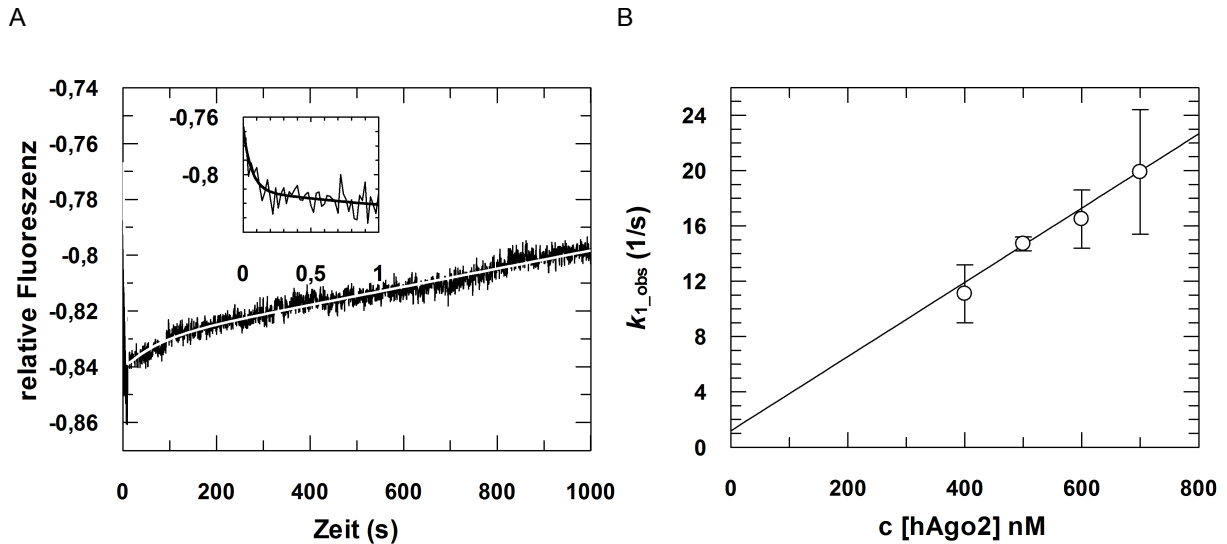 A
B
-0,74
-0,76
-0,78
-0,8
-0,82
-0,84
-0,86
relative Fluoreszenz
-0,76
-0,8
0 0,5 1
0 200 400 600 800 1000
Zeit (s)
24
20
16
12
8
4
0
k1_obs (1/s)
0 200 400 600 800
c [hAgo2] nM